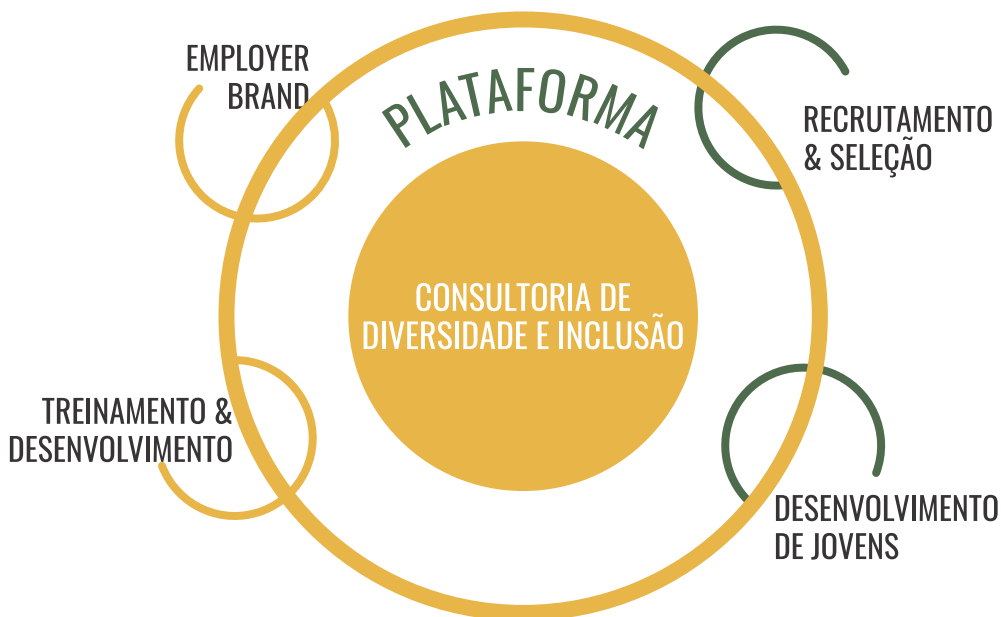 EMPLOYER
BRAND
PLATAFORMA
RECRUTAMENTO
& SELEÇÃO
CONSULTORIA DE
DIVERSIDADE E INCLUSÃO
TREINAMENTO &
DESENVOLVIMENTO
DESENVOLVIMENTO
DE JOVENS